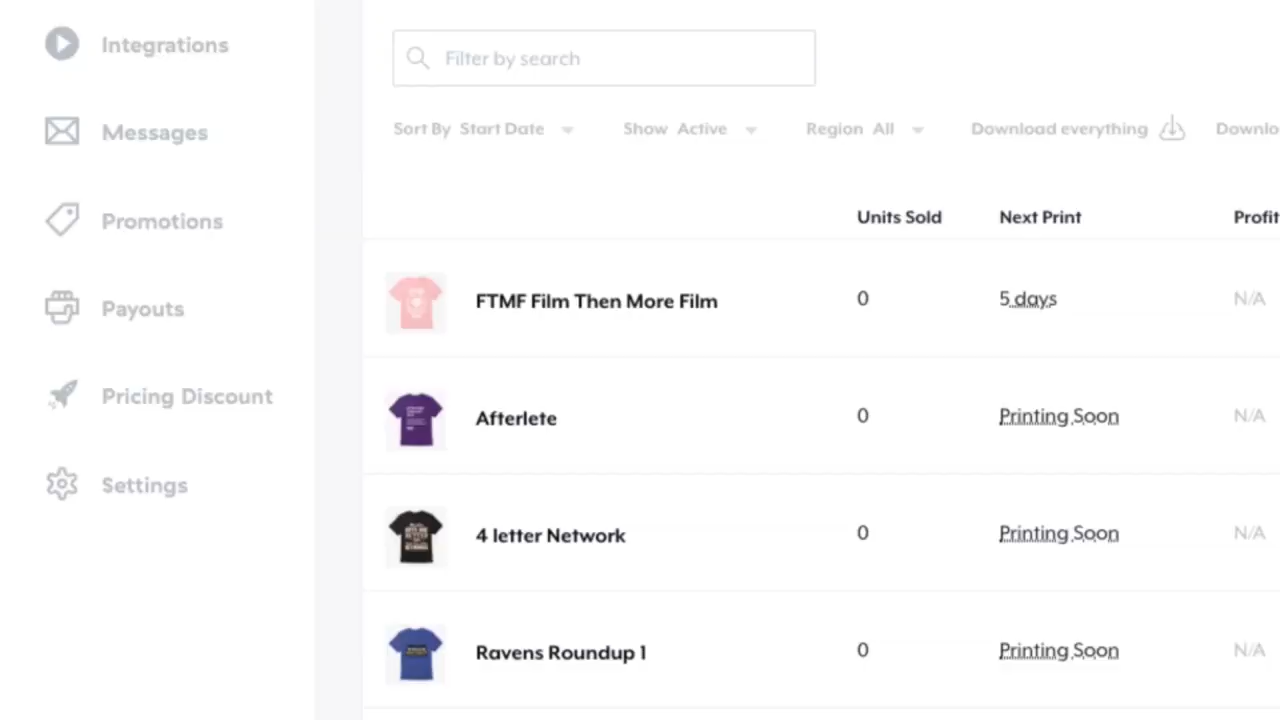 Integrations
Messages
Promotions
Payouts
Pricing Discount
Settings
Filter by search
Sort By Start Date Show Active Region All Download everything Downlo
Units Sold Next Print Profit
FTMF Film Then More Film 0 5 days N/A
Afterlete 0 Printing Soon N/A
4 letter Network 0 Printing Soon N/A
Ravens Roundup 1 0 Printing Soon N/A